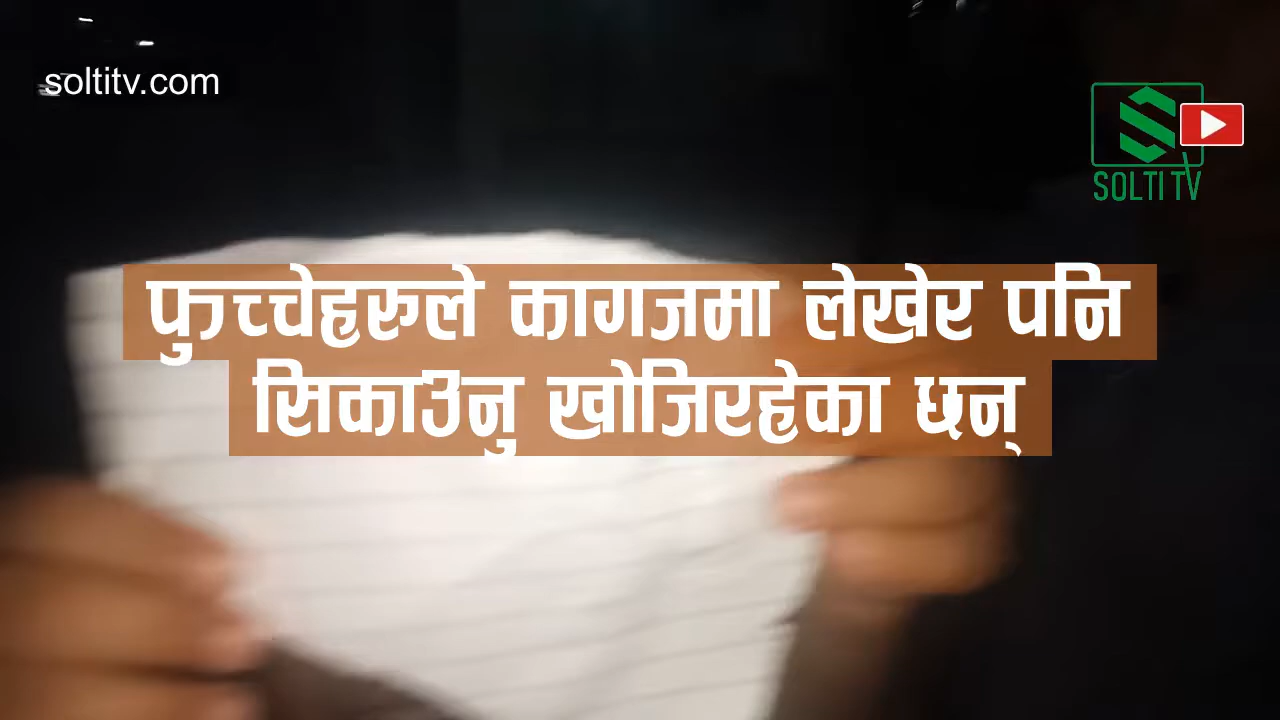 soltitv.com
SOLTI TV
फुच्चेहरुले कागजमा लेखेर पनि
सिकाउनु खोजिरहेका छन्